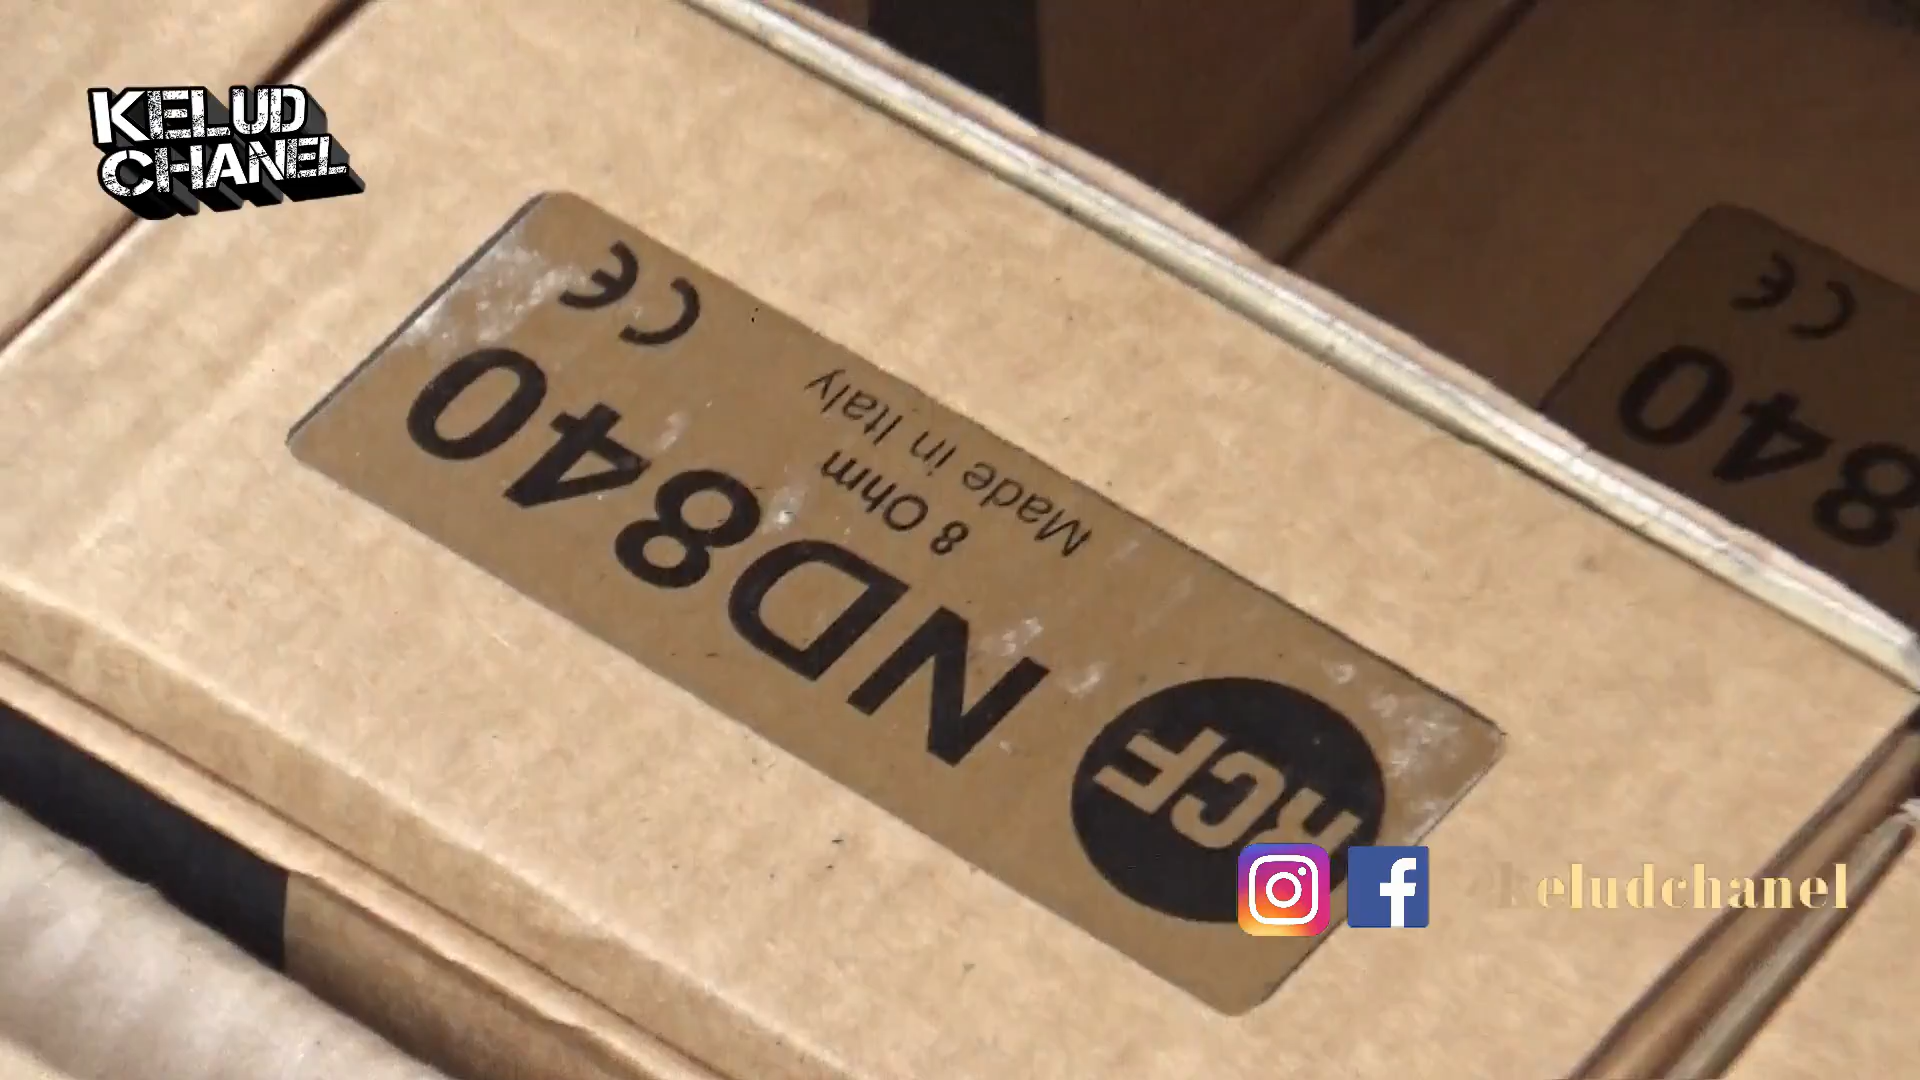 KELUD
CHANEL
RCF ND840
8 Ohm
Made in Italy
CE
840
CE
keludchanel